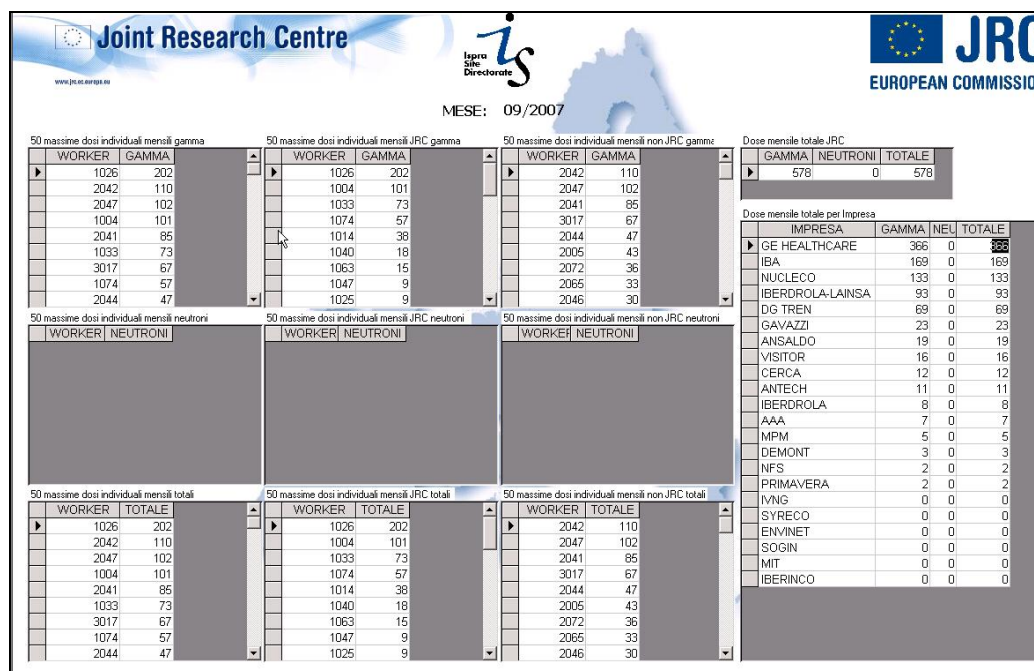 Joint Research Centre
www.jrc.ec.europa.eu
Ispra
Site
Directorate
JRC
EUROPEAN COMMISSIO
MESE: 09/2007
50 massime dosi individuali mensili gamma
WORKER GAMMA
1026 202
2042 110
2047 102
1004 101
2041 85
1033 73
3017 67
1074 57
2044 47
50 massime dosi individuali mensili JRC gamma
WORKER GAMMA
1026 202
1004 101
1033 73
1074 57
1014 38
1040 18
1063 15
1047 9
1025 9
50 massime dosi individuali mensili non JRC gamma
WORKER GAMMA
2042 110
2047 102
2041 85
3017 67
2044 47
2005 43
2072 36
2065 33
2046 30
Dose mensile totale JRC
GAMMA NEUTRONI TOTALE
578 0 578
Dose mensile totale per Impresa
IMPRESA GAMMA NEU TOTALE
GE HEALTHCARE 366 0 366
IBA 169 0 169
NUCLECO 133 0 133
IBERDROLA-LAINSA 93 0 93
DG TREN 69 0 69
GAVAZZI 23 0 23
ANSALDO 19 0 19
VISITOR 16 0 16
CERCA 12 0 12
ANTECH 11 0 11
IBERDROLA 8 0 8
AAA 7 0 7
MPM 5 0 5
DEMONT 3 0 3
NFS 2 0 2
PRIMAVERA 2 0 2
IVNG 0 0 0
SYRECO 0 0 0
ENVINET 0 0 0
SOGIN 0 0 0
MIT 0 0 0
IBERINCO 0 0 0
50 massime dosi individuali mensili neutroni
WORKER NEUTRONI
50 massime dosi individuali mensili JRC neutroni
WORKER NEUTRONI
50 massime dosi individuali mensili non JRC neutroni
WORKER NEUTRONI
50 massime dosi individuali mensili totali
WORKER TOTALE
1026 202
2042 110
2047 102
1004 101
2041 85
1033 73
3017 67
1074 57
2044 47
50 massime dosi individuali mensili JRC totali
WORKER TOTALE
1026 202
1004 101
1033 73
1074 57
1014 38
1040 18
1063 15
1047 9
1025 9
50 massime dosi individuali mensili non JRC totali
WORKER TOTALE
2042 110
2047 102
2041 85
3017 67
2044 47
2005 43
2072 36
2065 33
2046 30